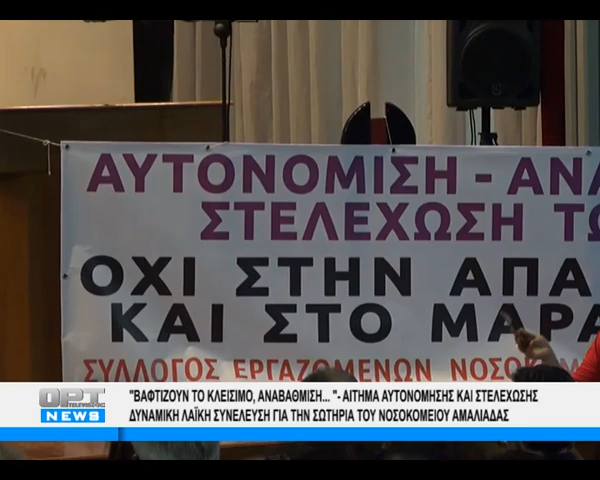 ΑΥΤΟΝΟΜΙΣΗ - ΑΝΑ
ΣΤΕΛΕΧΩΣΗ ΤΩ
ΟΧΙ ΣΤΗΝ ΑΠΑ
ΚΑΙ ΣΤΟ ΜΑΡΑ
ΣΥΛΛΟΓΟΣ ΕΡΓΑΖΟΜΕΝΩΝ ΝΟΣΟΚΟΜ
ΟΡΤ
NEWS
"ΒΑΦΤΙΖΟΥΝ ΤΟ ΚΛΕΙΣΙΜΟ, ΑΝΑΒΑΘΜΙΣΗ... "- ΑΙΤΗΜΑ ΑΥΤΟΝΟΜΗΣΗΣ ΚΑΙ ΣΤΕΛΕΧΩΣΗΣ
ΔΥΝΑΜΙΚΗ ΛΑΪΚΗ ΣΥΝΕΛΕΥΣΗ ΓΙΑ ΤΗΝ ΣΩΤΗΡΙΑ ΤΟΥ ΝΟΣΟΚΟΜΕΙΟΥ ΑΜΑΛΙΑΔΑΣ